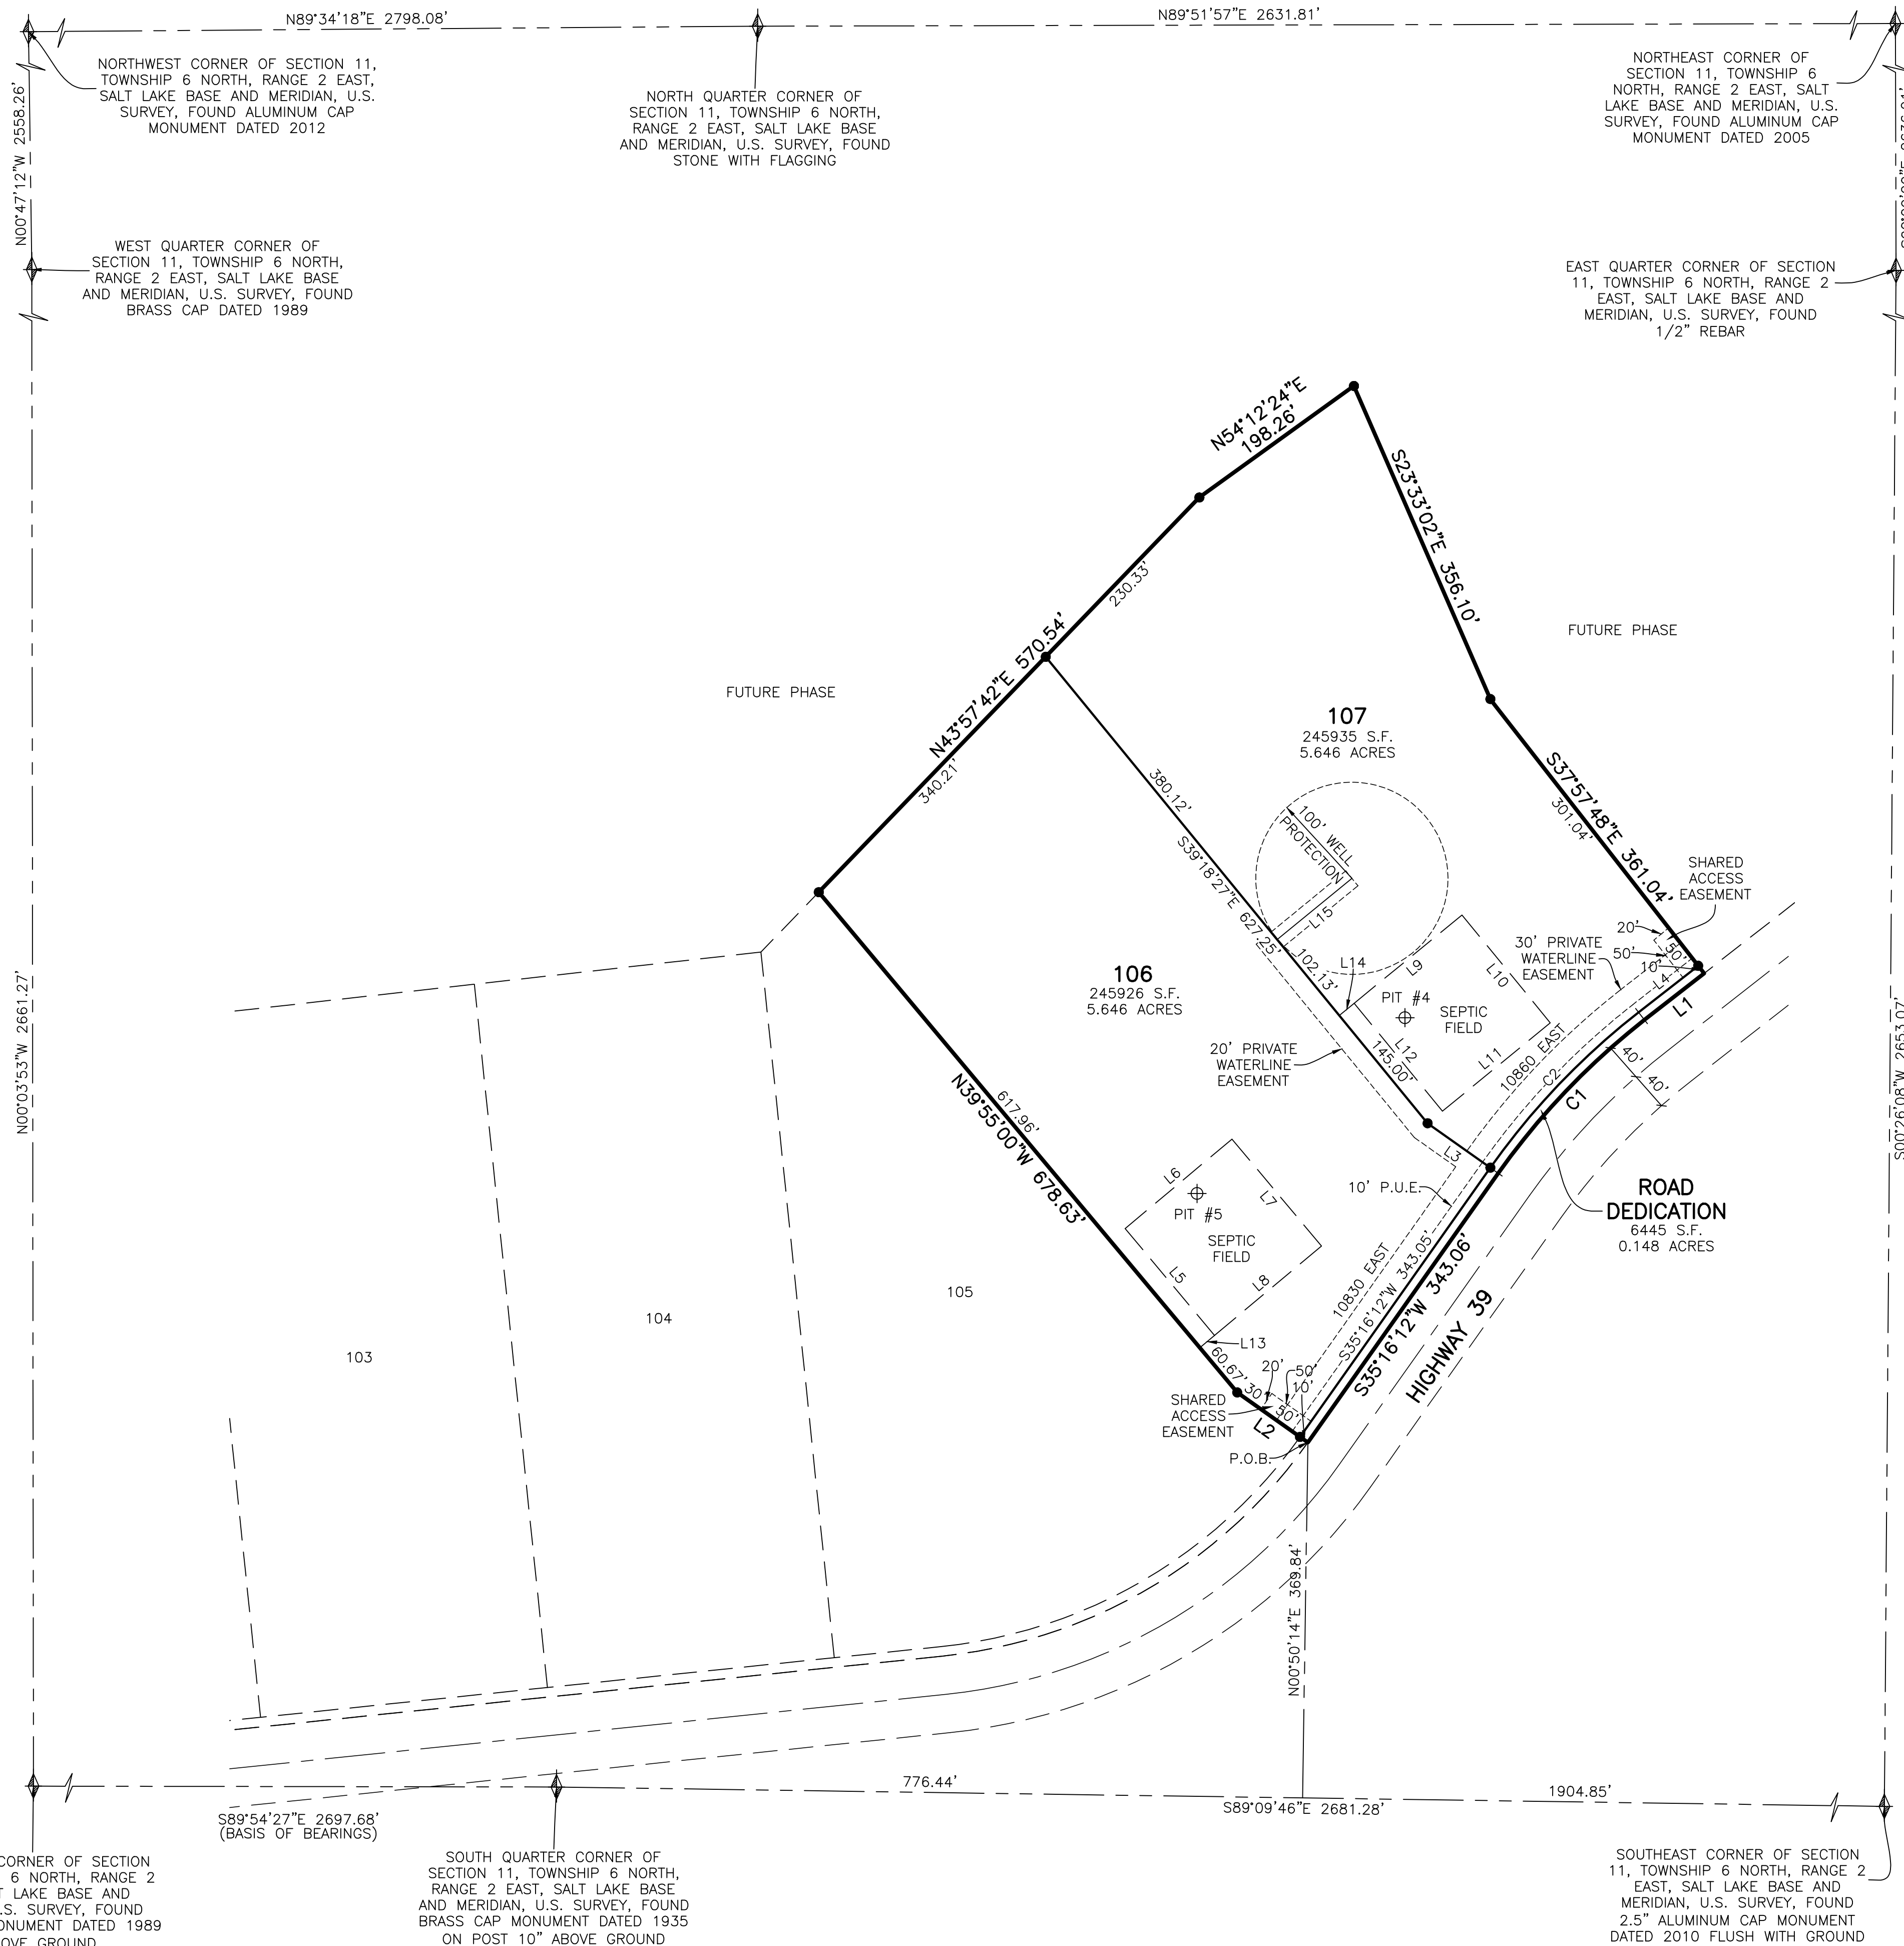 N89°34'18"E 2798.08'
N89°51'57"E 2631.81'
NORTHWEST CORNER OF SECTION 11,
TOWNSHIP 6 NORTH, RANGE 2 EAST,
SALT LAKE BASE AND MERIDIAN, U.S.
SURVEY, FOUND ALUMINUM CAP
MONUMENT DATED 2012
NORTH QUARTER CORNER OF
SECTION 11, TOWNSHIP 6 NORTH,
RANGE 2 EAST, SALT LAKE BASE
AND MERIDIAN, U.S. SURVEY, FOUND
STONE WITH FLAGGING
NORTHEAST CORNER OF
SECTION 11, TOWNSHIP 6
NORTH, RANGE 2 EAST, SALT
LAKE BASE AND MERIDIAN, U.S.
SURVEY, FOUND ALUMINUM CAP
MONUMENT DATED 2005
N00°47'12"W 2558.26'
WEST QUARTER CORNER OF
SECTION 11, TOWNSHIP 6 NORTH,
RANGE 2 EAST, SALT LAKE BASE
AND MERIDIAN, U.S. SURVEY, FOUND
BRASS CAP DATED 1989
EAST QUARTER CORNER OF SECTION
11, TOWNSHIP 6 NORTH, RANGE 2
EAST, SALT LAKE BASE AND
MERIDIAN, U.S. SURVEY, FOUND
1/2" REBAR
N54°12'24"E
198.26'
S23°33'02"E 356.10'
230.33'
N43°57'42"E 570.54'
340.21'
FUTURE PHASE
FUTURE PHASE
107
245935 S.F.
5.646 ACRES
S37°57'48"E 361.04'
301.04'
380.12'
S39°18'27"E 627.25'
100' WELL
PROTECTION
L15
102.13'
L14
L9
L10
PIT #4
SEPTIC
FIELD
L12
L11
145.00'
SHARED
ACCESS
EASEMENT
20'
50'
50'
10'
30' PRIVATE
WATERLINE
EASEMENT
L4
L1
10860 EAST
C2
C1
40'
40'
106
245926 S.F.
5.646 ACRES
20' PRIVATE
WATERLINE
EASEMENT
N39°55'00"W 678.63'
617.96'
L3
10' P.U.E.
L6
L7
PIT #5
SEPTIC
FIELD
L5
L8
L13
10830 EAST
S35°16'12"W 343.05'
S35°16'12"W 343.06'
HIGHWAY 39
ROAD
DEDICATION
6445 S.F.
0.148 ACRES
60.67'
30'
20'
50'
10'
50'
SHARED
ACCESS
EASEMENT
L2
P.O.B.
105
104
103
N00°03'53"W 2661.27'
S00°26'08"W 2653.07'
N00°50'14"E 369.84'
776.44'
1904.85'
S89°54'27"E 2697.68'
(BASIS OF BEARINGS)
S89°09'46"E 2681.28'
CORNER OF SECTION
6 NORTH, RANGE 2
LAKE BASE AND
SURVEY, FOUND
DATED 1989
GROUND
SOUTH QUARTER CORNER OF
SECTION 11, TOWNSHIP 6 NORTH,
RANGE 2 EAST, SALT LAKE BASE
AND MERIDIAN, U.S. SURVEY, FOUND
BRASS CAP MONUMENT DATED 1935
ON POST 10" ABOVE GROUND
SOUTHEAST CORNER OF SECTION
11, TOWNSHIP 6 NORTH, RANGE 2
EAST, SALT LAKE BASE AND
MERIDIAN, U.S. SURVEY, FOUND
2.5" ALUMINUM CAP MONUMENT
DATED 2010 FLUSH WITH GROUND